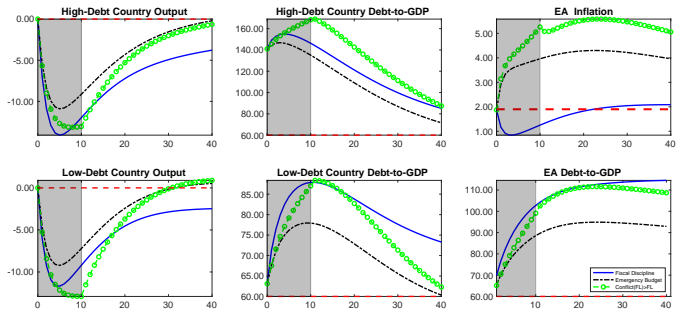 High-Debt Country Output
0.00
-5.00
-10.00
0 10 20 30 40
High-Debt Country Debt-to-GDP
160.00
140.00
120.00
100.00
80.00
60.00
0 10 20 30 40
EA Inflation
5.00
4.00
3.00
2.00
1.00
10 20 30 40
Low-Debt Country Output
0.00
-5.00
-10.00
0 10 20 30 40
Low-Debt Country Debt-to-GDP
85.00
80.00
75.00
70.00
65.00
60.00
0 10 20 30 40
EA Debt-to-GDP
110.00
100.00
90.00
80.00
70.00
60.00
10 20 30 40
Fiscal Discipline
Emergency Budget
Conflict(FL)>FL